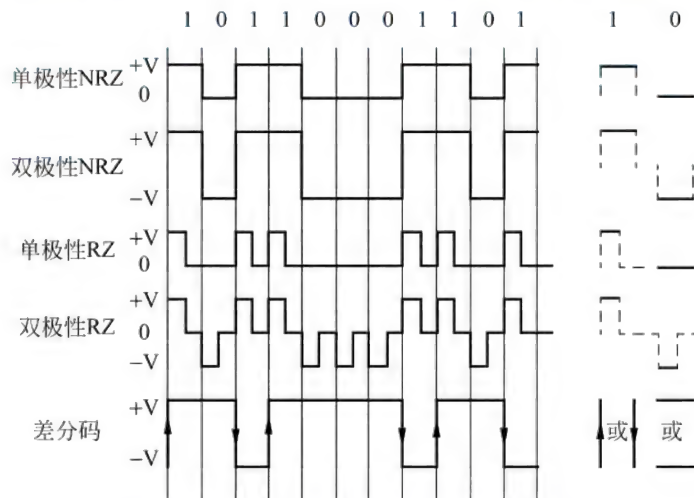 1 0 1 1 0 0 0 1 1 0 1 1 0
单极性NRZ +V 0
双极性NRZ +V -V
单极性RZ +V 0
双极性RZ +V 0 -V
差分码 +V -V 或 或